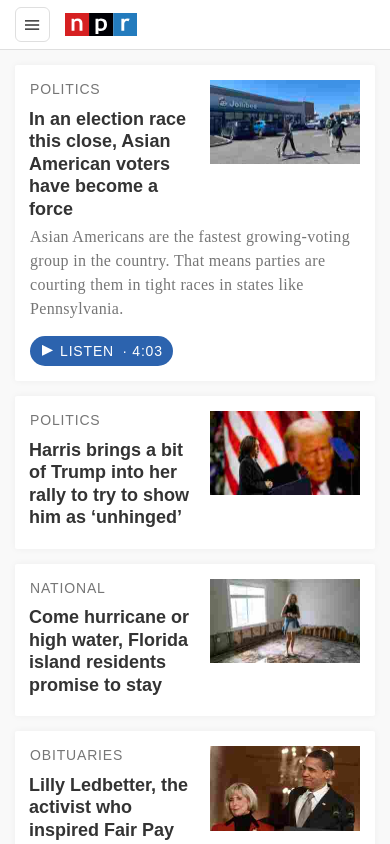 npr
POLITICS
In an election race
this close, Asian
American voters
have become a
force
Asian Americans are the fastest growing-voting
group in the country. That means parties are
courting them in tight races in states like
Pennsylvania.
LISTEN · 4:03
POLITICS
Harris brings a bit
of Trump into her
rally to try to show
him as ‘unhinged’
NATIONAL
Come hurricane or
high water, Florida
island residents
promise to stay
OBITUARIES
Lilly Ledbetter, the
activist who
inspired Fair Pay